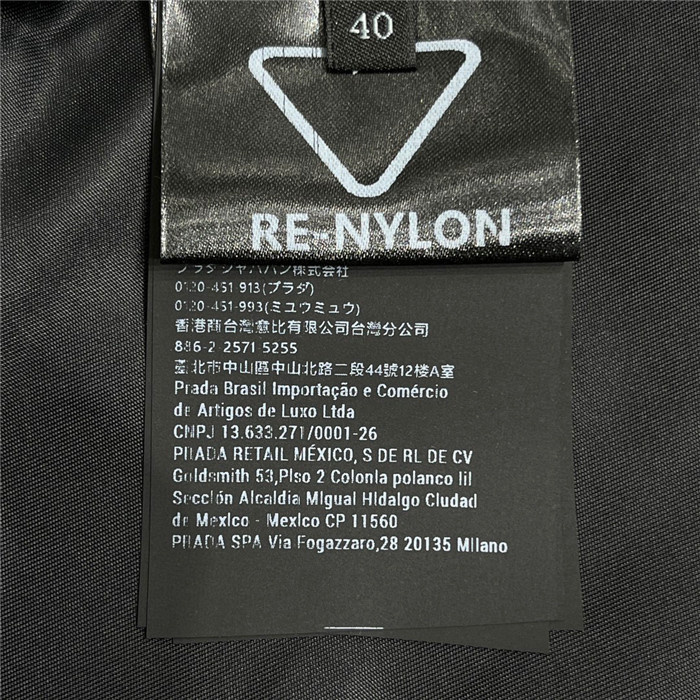 40
RE-NYLON
プラダジャパン株式会社
0120-451-913(プラダ)
0120-451-993(ミユウミュウ)
香港商台灣意比有限公司台灣分公司
886-2-2571 5255
臺北市中山區中山北路二段44號12樓A室
Prada Brasil Importação e Comércio
de Artigos de Luxo Ltda
CNPJ 13.633.271/0001-26
PRADA RETAIL MÉXICO, S DE RL DE CV
Goldsmith 53,Piso 2 Colonia polanco Iii
Sección Alcaldia Migual Hidalgo Ciudad
de Mexico - Mexico CP 11560
PRADA SPA Via Fogazzaro,28 20135 Milano